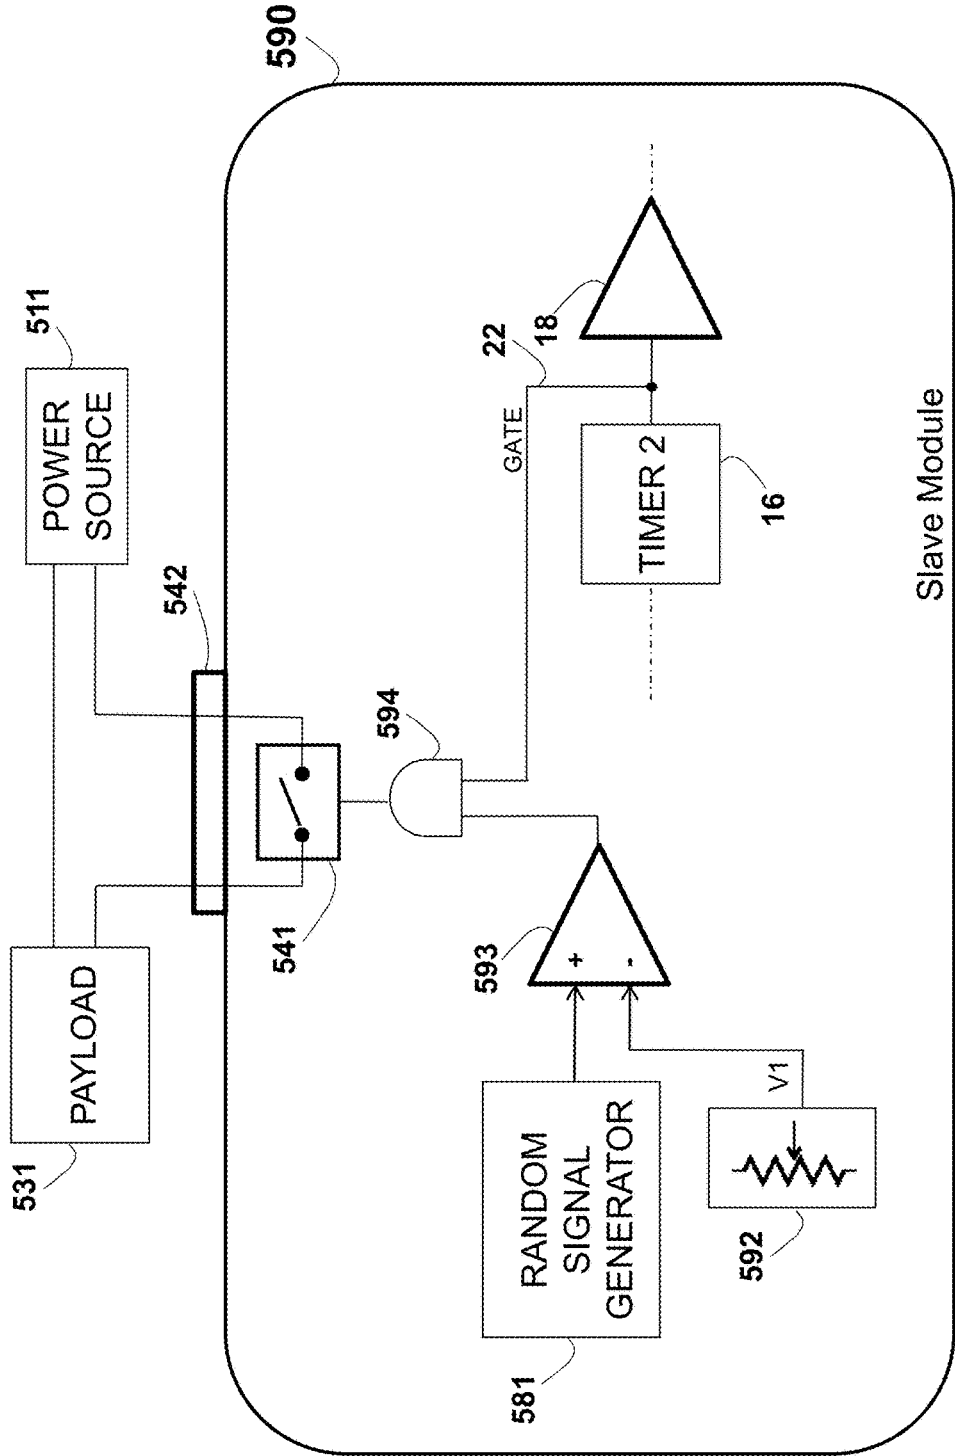 590
511
POWER
SOURCE
542
PAYLOAD
531
541
594
GATE
22
18
TIMER 2
16
593
+
-
RANDOM
SIGNAL
GENERATOR
581
V1
592
Slave Module